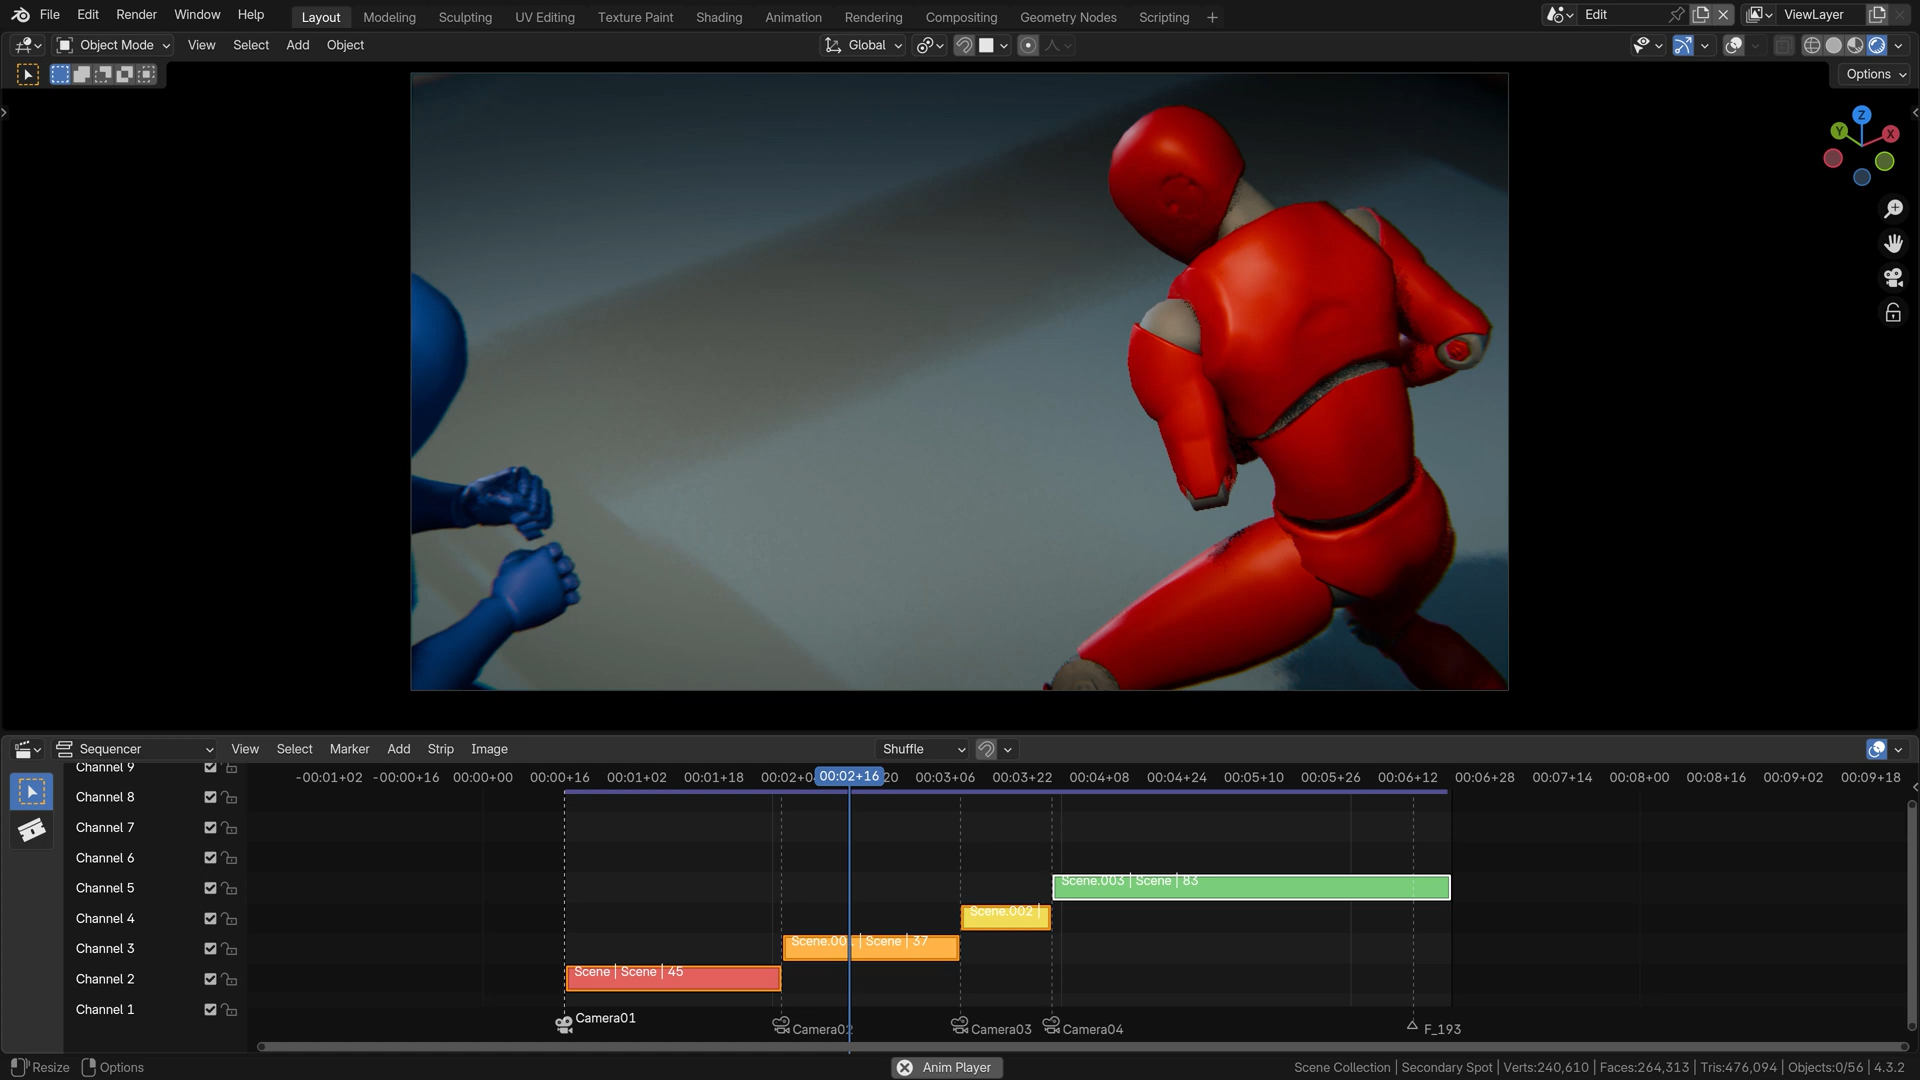 File Edit Render Window Help Layout Modeling Sculpting UV Editing Texture Paint Shading Animation Rendering Compositing Geometry Nodes Scripting + Edit ViewLayer
Object Mode View Select Add Object Global
Options
Z
Y X
Sequencer View Select Marker Add Strip Image Shuffle
-00:01+02 -00:00+16 00:00+00 00:00+16 00:01+02 00:01+18 00:02+16 00:03+06 00:03+22 00:04+08 00:04+24 00:05+10 00:05+26 00:06+12 00:06+28 00:07+14 00:08+00 00:08+16 00:09+02 00:09+18
Channel 9
Channel 8
Channel 7
Channel 6
Channel 5 Scene.003 | Scene | 83
Channel 4 Scene.002 |
Channel 3 Scene | 37
Channel 2 Scene | Scene | 45
Channel 1
Camera01 Camera02 Camera03 Camera04 F_193
Resize Options Anim Player Scene Collection | Secondary Spot | Verts:240,610 | Faces:264,313 | Tris:476,094 | Objects:0/56 | 4.3.2